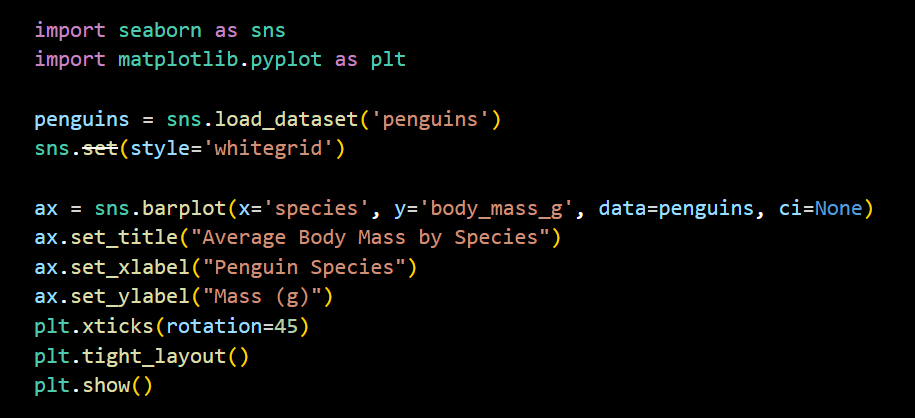 import seaborn as sns
import matplotlib.pyplot as plt
penguins = sns.load_dataset('penguins')
sns.set(style='whitegrid')
ax = sns.barplot(x='species', y='body_mass_g', data=penguins, ci=None)
ax.set_title("Average Body Mass by Species")
ax.set_xlabel("Penguin Species")
ax.set_ylabel("Mass (g)")
plt.xticks(rotation=45)
plt.tight_layout()
plt.show()